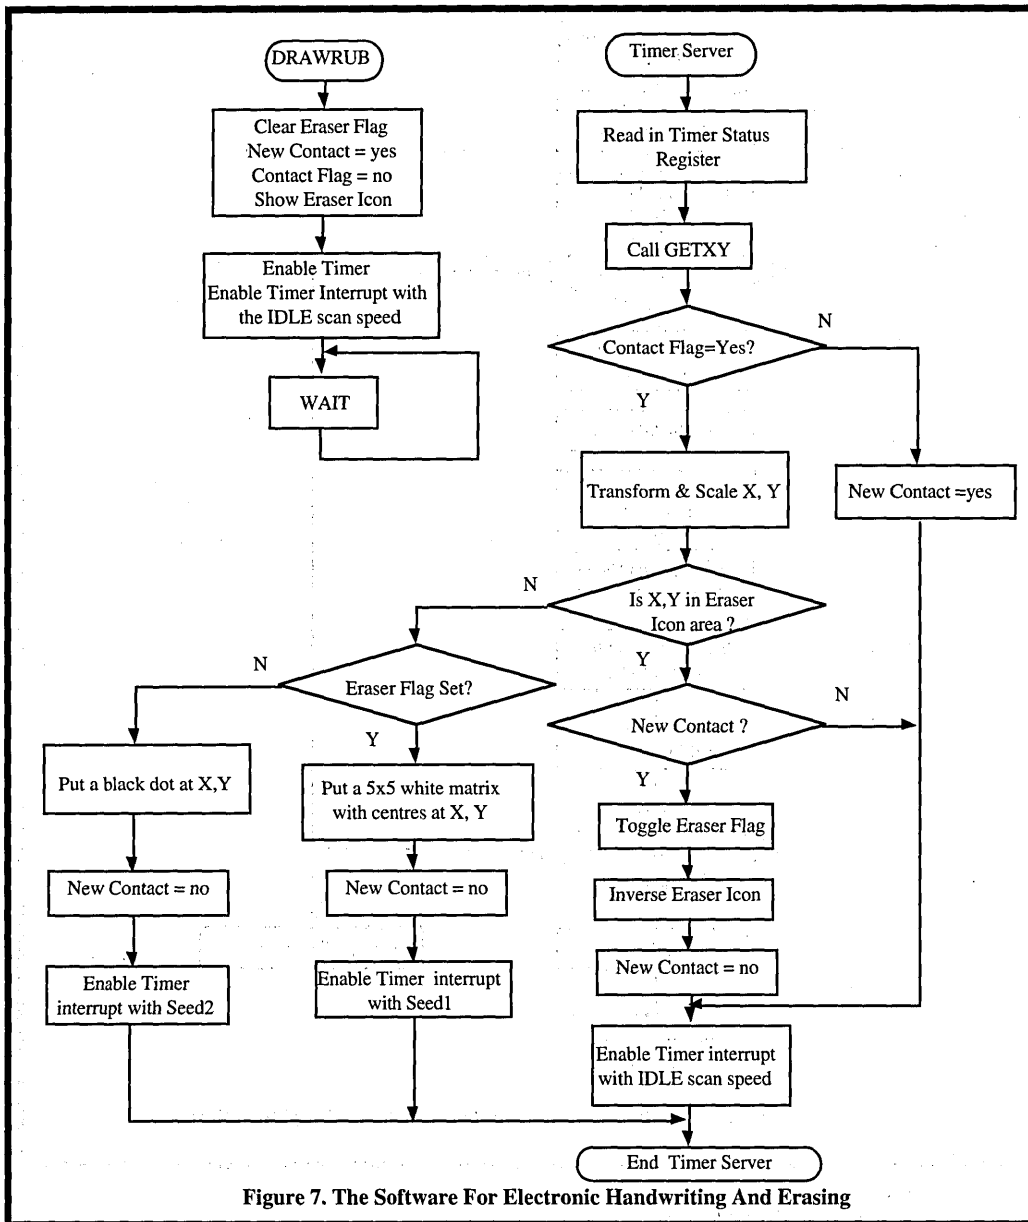 DRAWRUB
Clear Eraser Flag
New Contact = yes
Contact Flag = no
Show Eraser Icon
Enable Timer
Enable Timer Interrupt with
the IDLE scan speed
WAIT
Timer Server
Read in Timer Status
Register
Call GETXY
Contact Flag=Yes?
N
Y
Transform & Scale X, Y
New Contact =yes
Is X,Y in Eraser
Icon area ?
N
Y
Eraser Flag Set?
N
Y
New Contact ?
N
Y
Put a black dot at X,Y
New Contact = no
Enable Timer
interrupt with Seed2
Put a 5x5 white matrix
with centres at X, Y
New Contact = no
Enable Timer interrupt
with Seed1
Toggle Eraser Flag
Inverse Eraser Icon
New Contact = no
Enable Timer interrupt
with IDLE scan speed
End Timer Server
Figure 7. The Software For Electronic Handwriting And Erasing